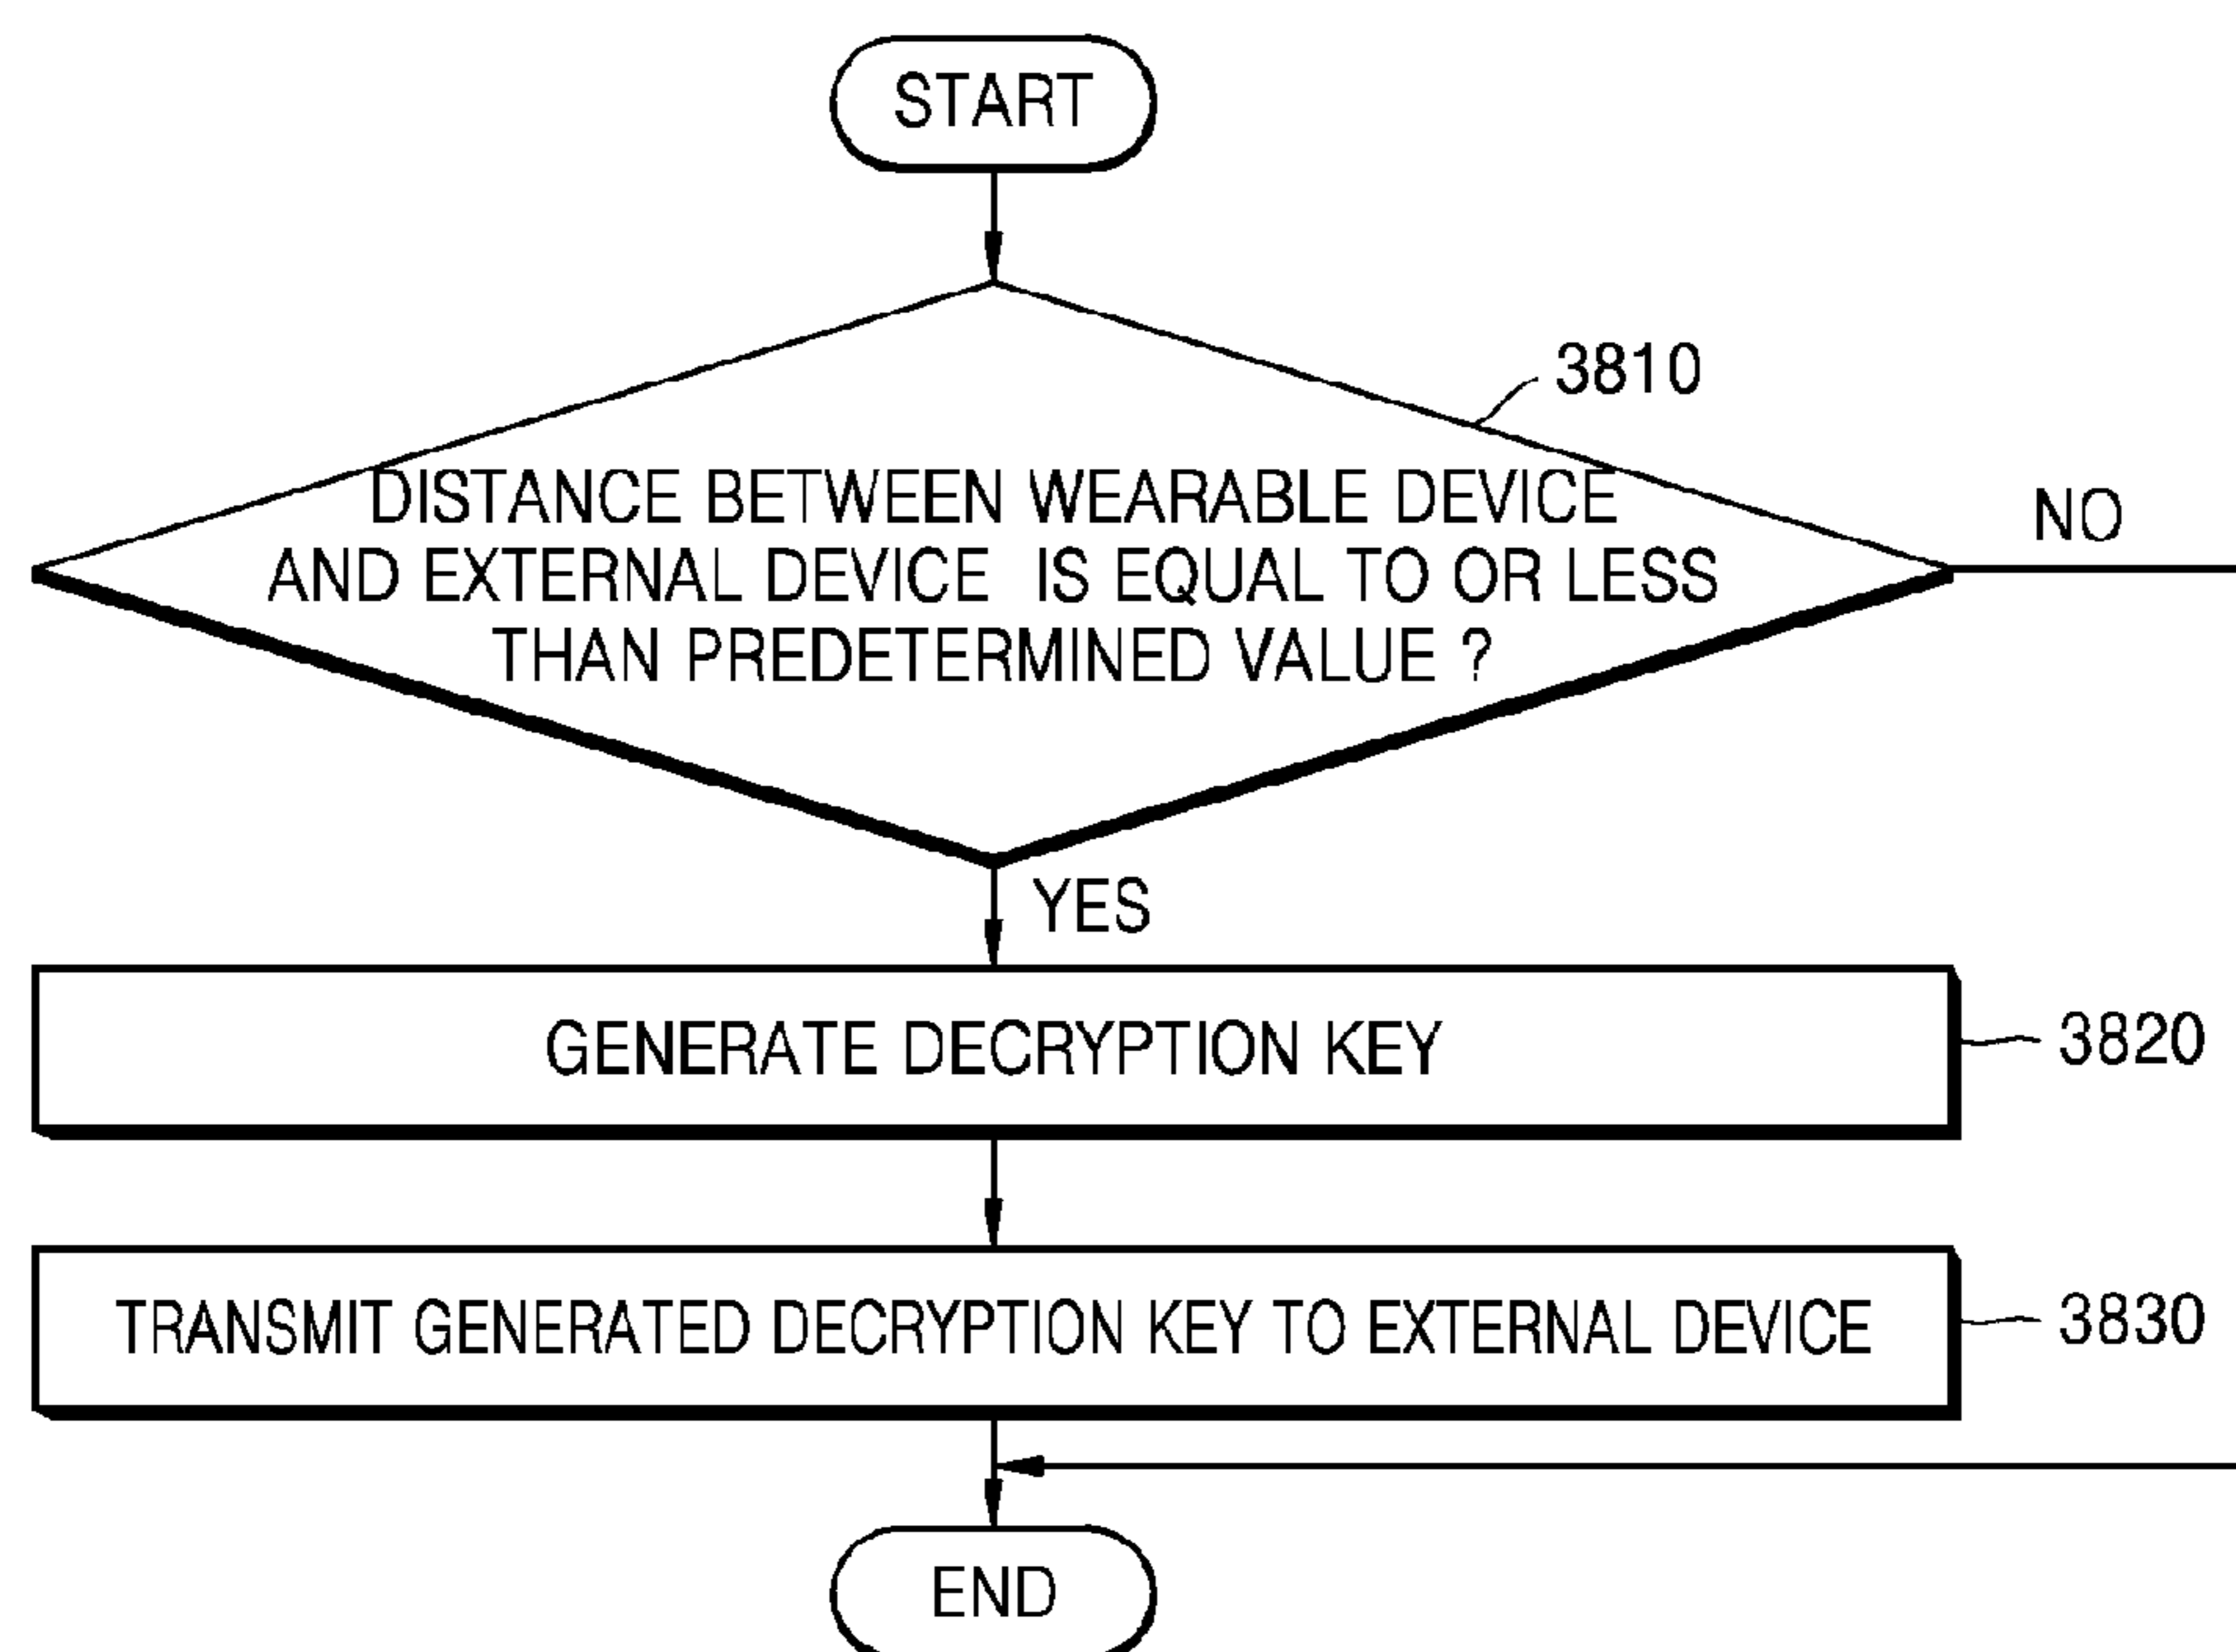 START
3810
DISTANCE BETWEEN WEARABLE DEVICE
AND EXTERNAL DEVICE IS EQUAL TO OR LESS
THAN PREDETERMINED VALUE ?
NO
YES
GENERATE DECRYPTION KEY
3820
TRANSMIT GENERATED DECRYPTION KEY TO EXTERNAL DEVICE
3830
END